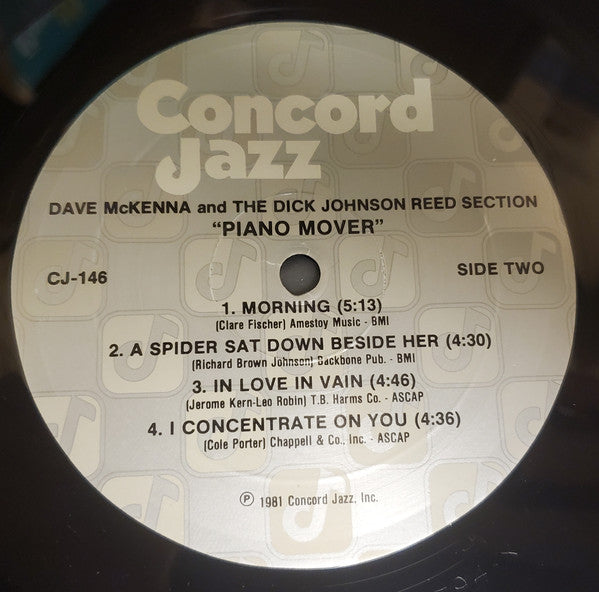 Concord
Jazz
DAVE McKENNA and THE DICK JOHNSON REED SECTION
"PIANO MOVER"
CJ-146
SIDE TWO
1. MORNING (5:13)
(Clare Fischer) Amestoy Music - BMI
2. A SPIDER SAT DOWN BESIDE HER (4:30)
(Richard Brown Johnson) Backbone Pub. - BMI
3. IN LOVE IN VAIN (4:46)
(Jerome Kern-Leo Robin) T.B. Harms Co. - ASCAP
4. I CONCENTRATE ON YOU (4:36)
(Cole Porter) Chappell & Co., Inc. - ASCAP
℗ 1981 Concord Jazz, Inc.